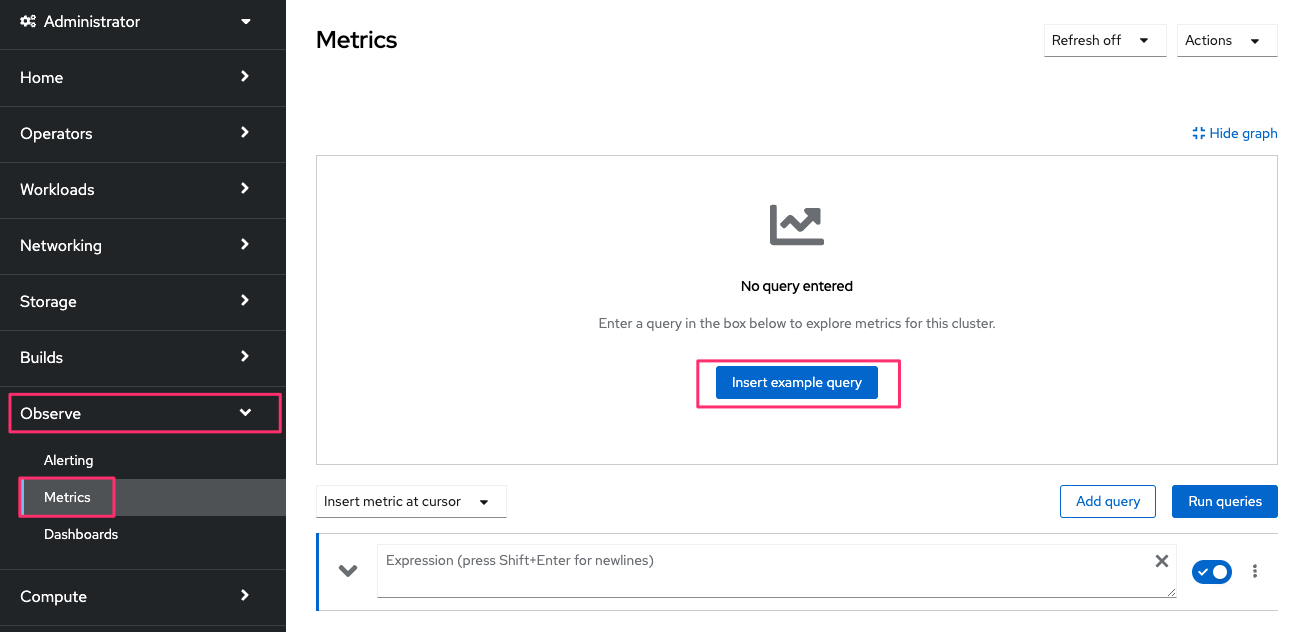 Administrator
Home
Operators
Workloads
Networking
Storage
Builds
Observe
Alerting
Metrics
Dashboards
Compute
Metrics
Refresh off
Actions
Hide graph
No query entered
Enter a query in the box below to explore metrics for this cluster.
Insert example query
Insert metric at cursor
Add query
Run queries
Expression (press Shift+Enter for newlines)